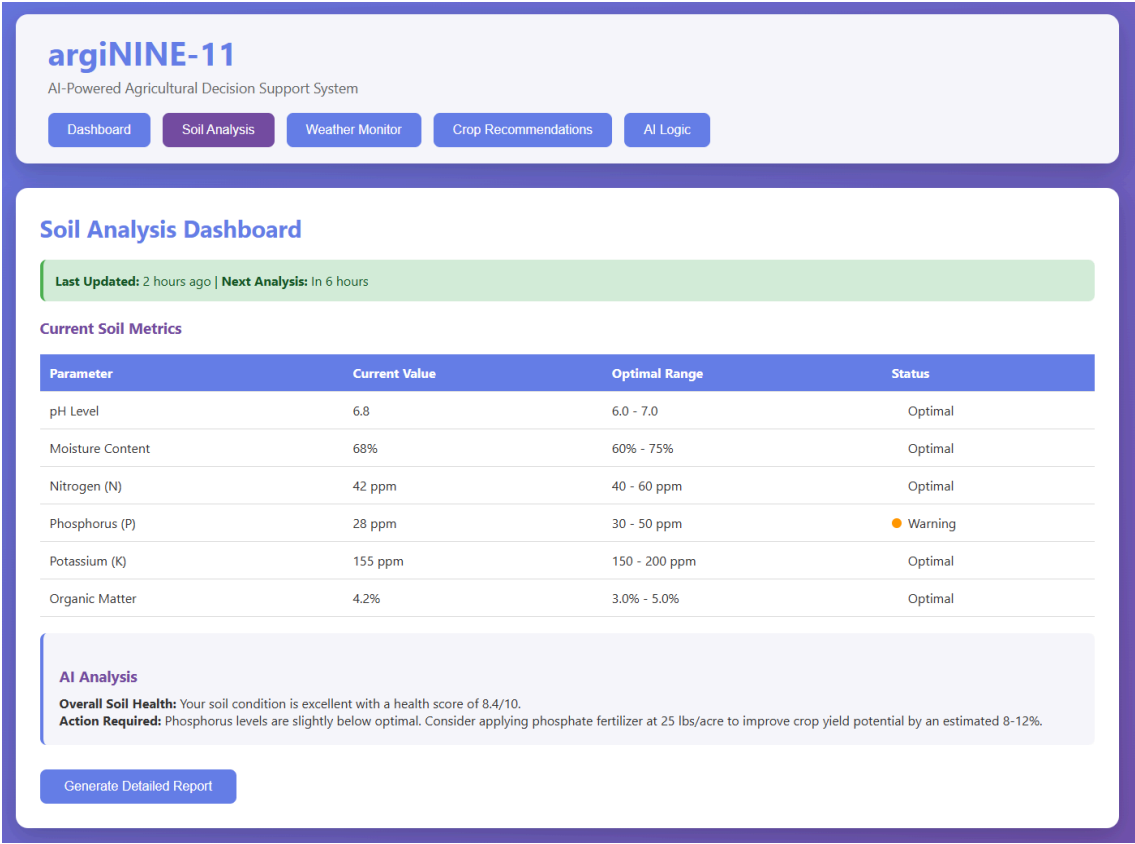 argiNINE-11
AI-Powered Agricultural Decision Support System
Dashboard Soil Analysis Weather Monitor Crop Recommendations AI Logic
Soil Analysis Dashboard
Last Updated: 2 hours ago | Next Analysis: In 6 hours
Current Soil Metrics
Parameter Current Value Optimal Range Status
pH Level 6.8 6.0 - 7.0 Optimal
Moisture Content 68% 60% - 75% Optimal
Nitrogen (N) 42 ppm 40 - 60 ppm Optimal
Phosphorus (P) 28 ppm 30 - 50 ppm Warning
Potassium (K) 155 ppm 150 - 200 ppm Optimal
Organic Matter 4.2% 3.0% - 5.0% Optimal
AI Analysis
Overall Soil Health: Your soil condition is excellent with a health score of 8.4/10.
Action Required: Phosphorus levels are slightly below optimal. Consider applying phosphate fertilizer at 25 lbs/acre to improve crop yield potential by an estimated 8-12%.
Generate Detailed Report